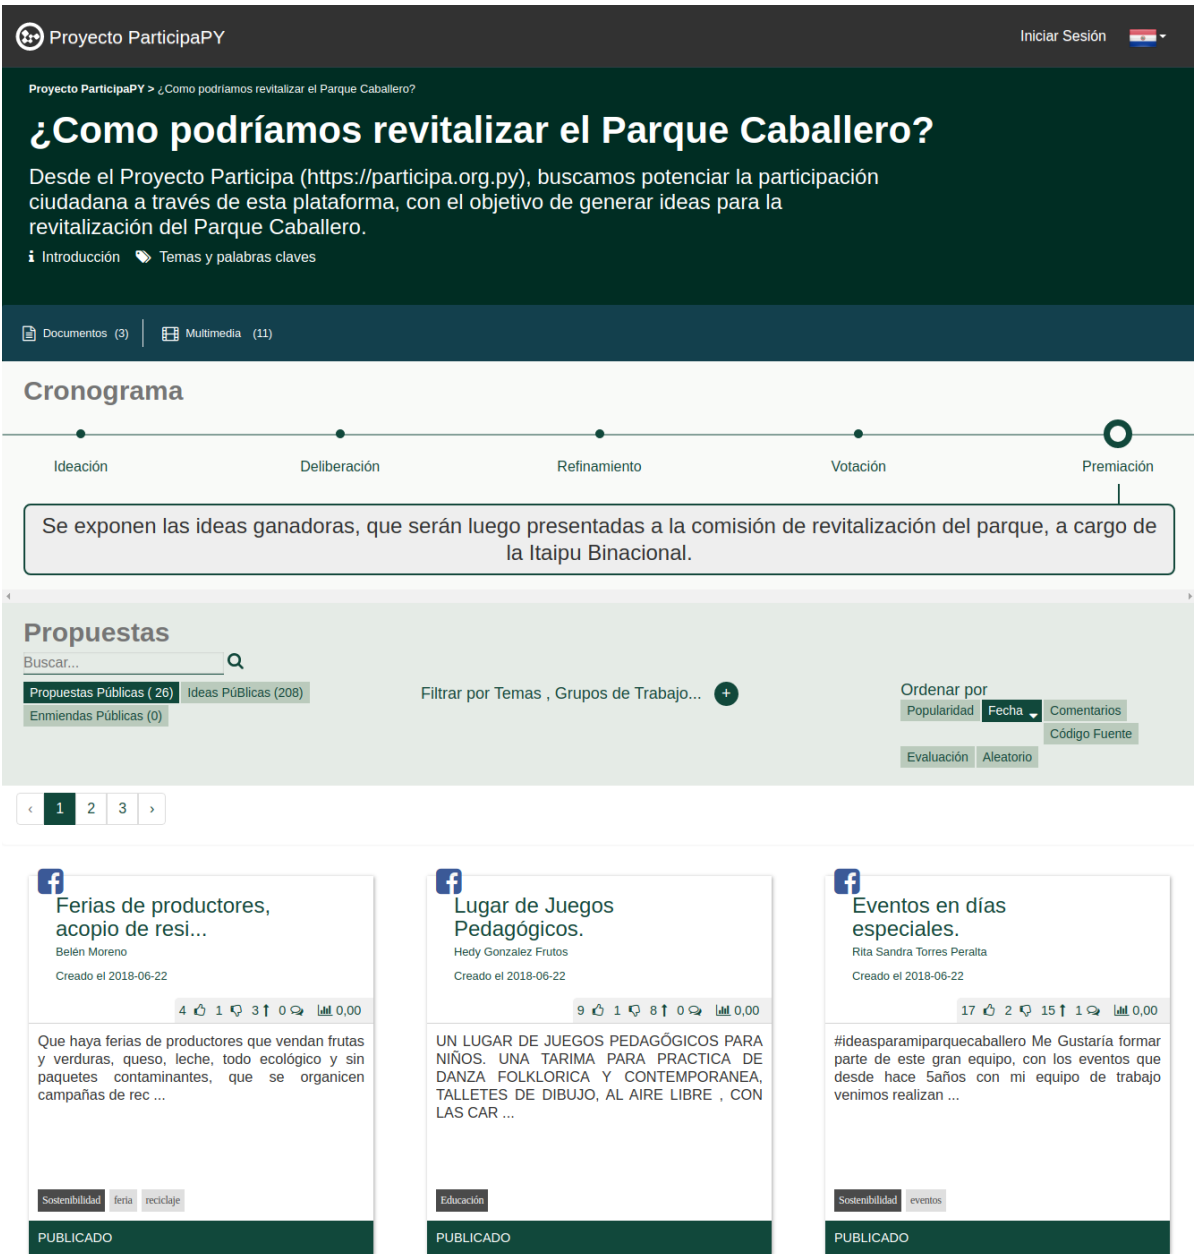 Proyecto ParticipaPY
Iniciar Sesión
Proyecto ParticipaPY > ¿Como podríamos revitalizar el Parque Caballero?
¿Como podríamos revitalizar el Parque Caballero?
Desde el Proyecto Participa (https://participa.org.py), buscamos potenciar la participación
ciudadana a través de esta plataforma, con el objetivo de generar ideas para la
revitalización del Parque Caballero.
Introducción Temas y palabras claves
Documentos (3) Multimedia (11)
Cronograma
Ideación Deliberación Refinamiento Votación Premiación
Se exponen las ideas ganadoras, que serán luego presentadas a la comisión de revitalización del parque, a cargo de
la Itaipu Binacional.
Propuestas
Buscar...
Propuestas Públicas ( 26) Ideas PúBlicas (208)
Enmiendas Públicas (0)
Filtrar por Temas , Grupos de Trabajo... +
Ordenar por
Popularidad Fecha Comentarios
Código Fuente
Evaluación Aleatorio
‹ 1 2 3 ›
Ferias de productores,
acopio de resi...
Belén Moreno
Creado el 2018-06-22
4 1 3 0 0,00
Que haya ferias de productores que vendan frutas
y verduras, queso, leche, todo ecológico y sin
paquetes contaminantes, que se organicen
campañas de rec ...
Sostenibilidad feria reciclaje
PUBLICADO
Lugar de Juegos
Pedagógicos.
Hedy Gonzalez Frutos
Creado el 2018-06-22
9 1 8 0 0,00
UN LUGAR DE JUEGOS PEDAGÓGICOS PARA
NIÑOS. UNA TARIMA PARA PRACTICA DE
DANZA FOLKLORICA Y CONTEMPORANEA,
TALLETES DE DIBUJO, AL AIRE LIBRE , CON
LAS CAR ...
Educación
PUBLICADO
Eventos en días
especiales.
Rita Sandra Torres Peralta
Creado el 2018-06-22
17 2 15 1 0,00
#ideasparamiparquecaballero Me Gustaría formar
parte de este gran equipo, con los eventos que
desde hace 5años con mi equipo de trabajo
venimos realizan ...
Sostenibilidad eventos
PUBLICADO